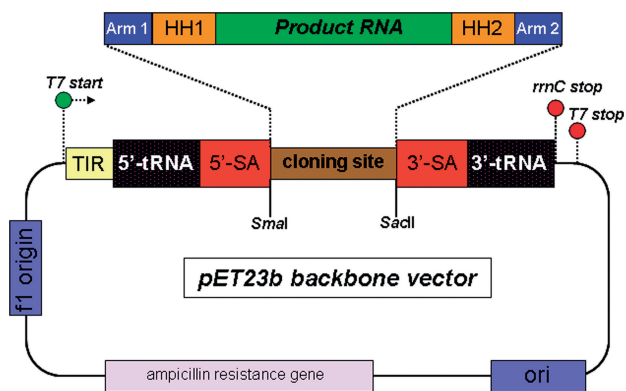 Arm 1 HH1 Product RNA HH2 Arm 2
T7 start
rrnC stop
T7 stop
TIR 5'-tRNA 5'-SA cloning site 3'-SA 3'-tRNA
SmaI SacII
pET23b backbone vector
f1 origin
ampicillin resistance gene
ori